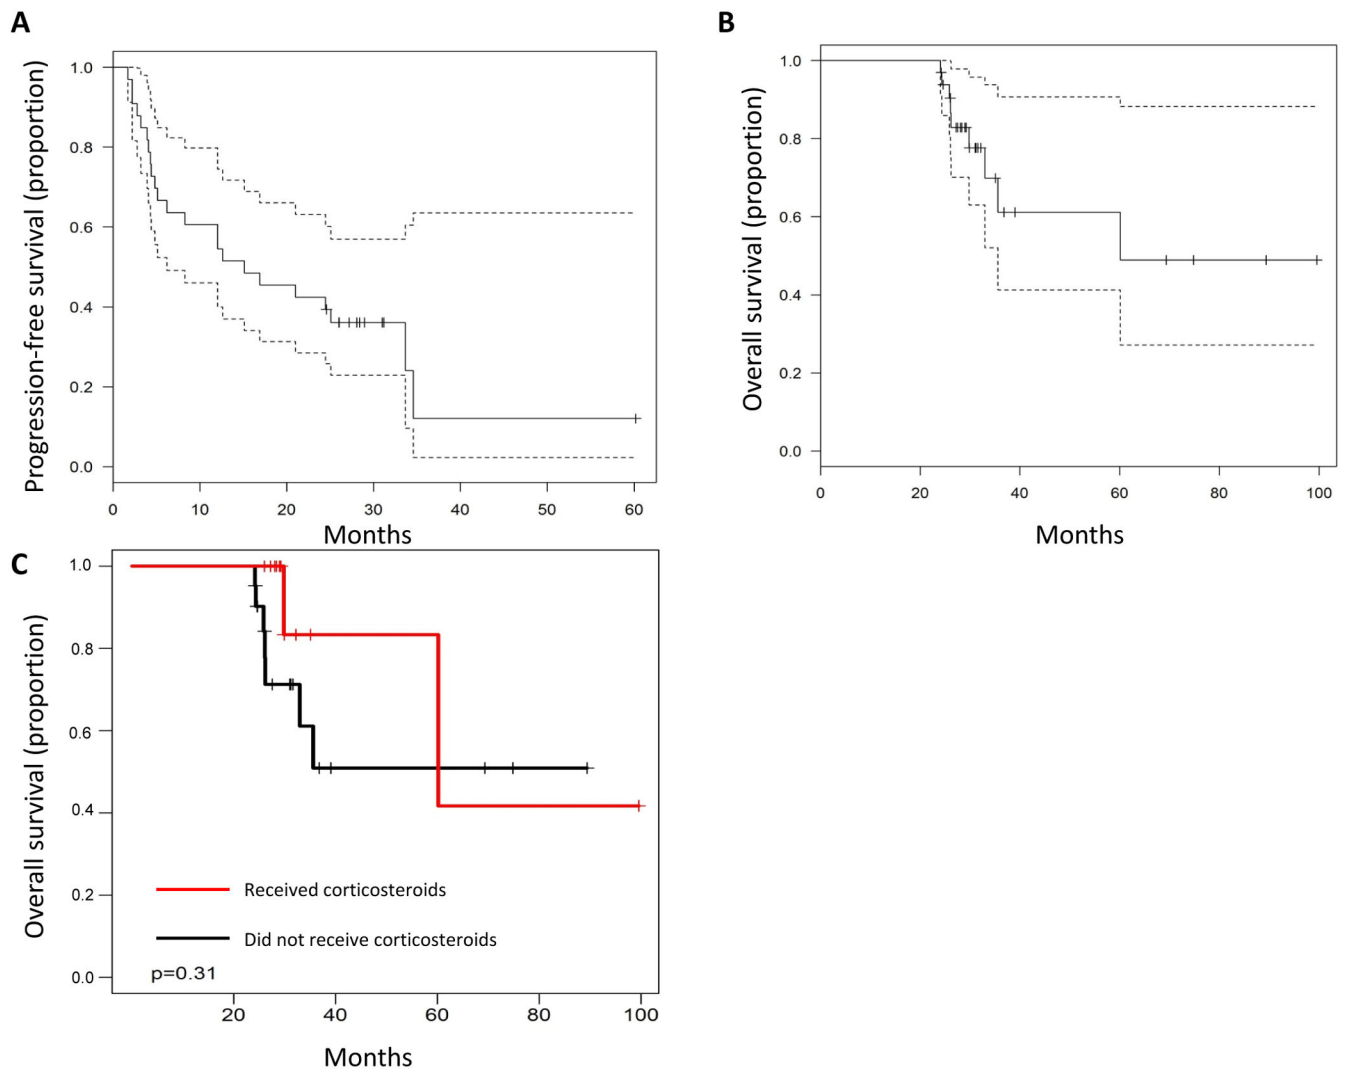 A
Progression-free survival (proportion)
1.0
0.8
0.6
0.4
0.2
0.0
0 10 20 30 40 50 60
Months
B
Overall survival (roportion)
1.0
0.8
0.6
0.4
0.2
0.0
0 20 40 60 80 100
Months
C
Overall survival (proportion)
1.0
0.8
0.6
0.4
0.2
0.0
Received corticosteroids
Did not receive corticosteroids
p=0.31
20 40 60 80 100
Months